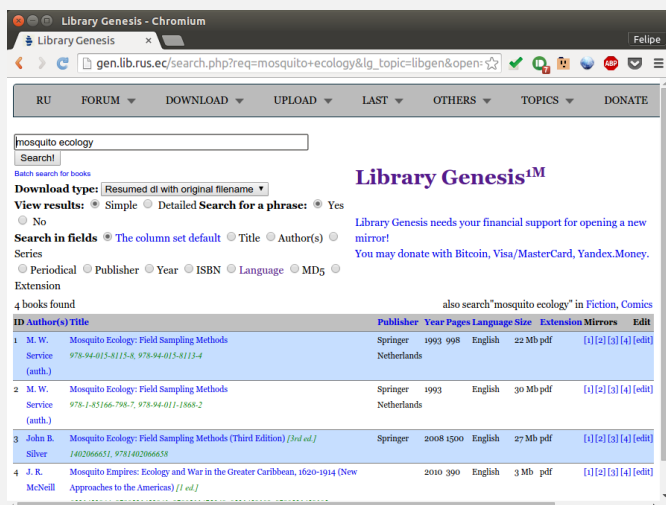 Library Genesis - Chromium
Library Genesis ×
Felipe
gen.lib.rus.ec/search.php?req=mosquito+ecology&lg_topic=libgen&open=
ABP
RU FORUM DOWNLOAD UPLOAD LAST OTHERS TOPICS DONATE
mosquito ecology
Search!
Batch search for books
Library Genesis1M
Download type: Resumed dl with original filename
View results: Simple Detailed Search for a phrase: Yes
No
Library Genesis needs your financial support for opening a new
mirror!
You may donate with Bitcoin, Visa/MasterCard, Yandex.Money.
Search in fields The column set default Title Author(s)
Series
Periodical Publisher Year ISBN Language MD5
Extension
4 books found also search"mosquito ecology" in Fiction, Comics
ID Author(s) Title Publisher Year Pages Language Size Extension Mirrors Edit
1 M. W. Mosquito Ecology: Field Sampling Methods Springer 1993 998 English 22 Mb pdf [1] [2] [3] [4] [edit]
Service 978-94-015-8115-8, 978-94-015-8113-4 Netherlands
(auth.)
2 M. W. Mosquito Ecology: Field Sampling Methods Springer 1993 English 30 Mb pdf [1] [2] [3] [4] [edit]
Service 978-1-85166-798-7, 978-94-011-1868-2 Netherlands
(auth.)
3 John B. Mosquito Ecology: Field Sampling Methods (Third Edition) [3rd ed.] Springer 2008 1500 English 27 Mb pdf [1] [2] [3] [4] [edit]
Silver 1402066651, 9781402066658
4 J. R. Mosquito Empires: Ecology and War in the Greater Caribbean, 1620-1914 (New 2010 390 English 3 Mb pdf [1] [2] [3] [4] [edit]
McNeill Approaches to the Americas) [1 ed.]